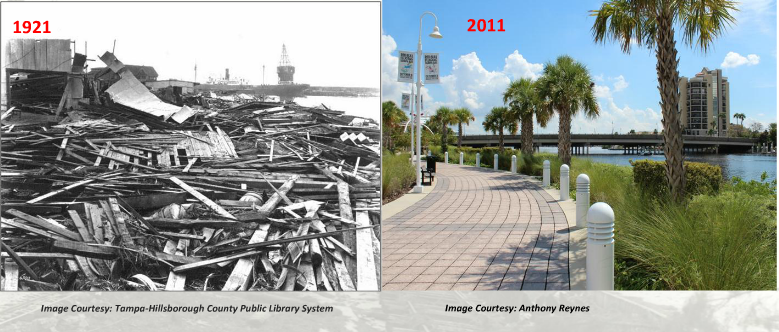 1921
2011
Image Courtesy: Tampa-Hillsborough County Public Library System
Image Courtesy: Anthony Reynes